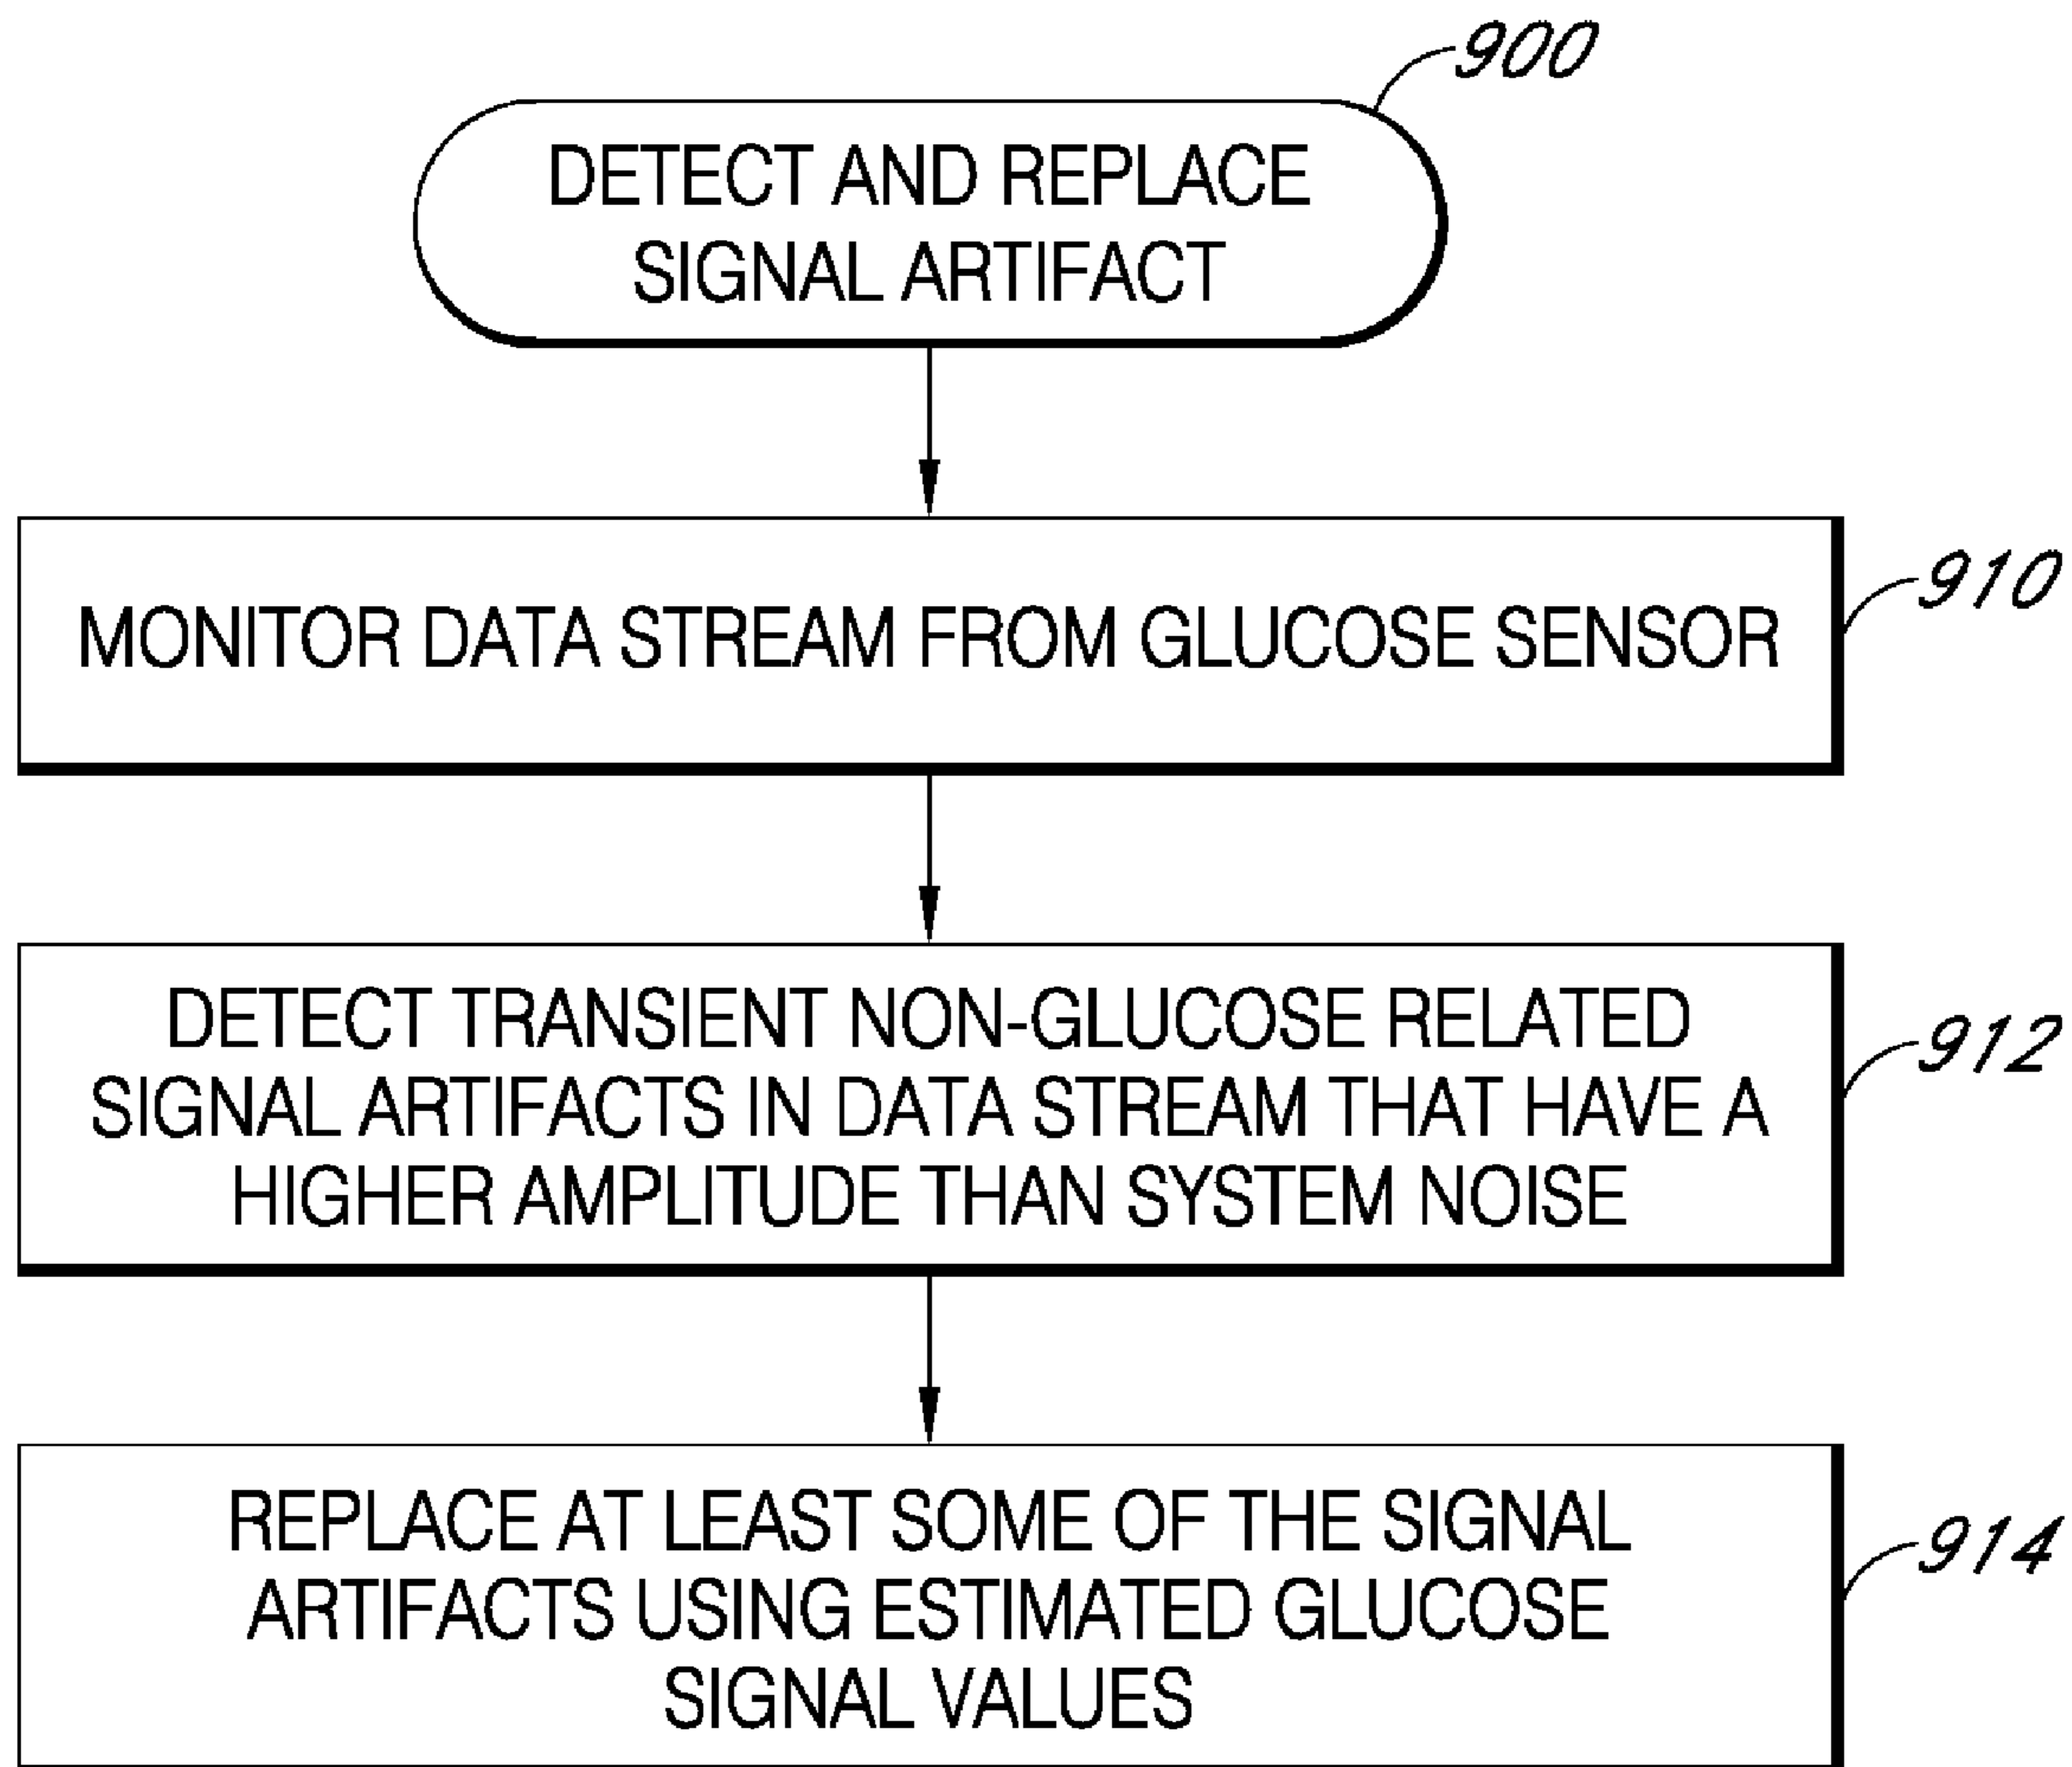 900
DETECT AND REPLACE
SIGNAL ARTIFACT
910
MONITOR DATA STREAM FROM GLUCOSE SENSOR
912
DETECT TRANSIENT NON-GLUCOSE RELATED
SIGNAL ARTIFACTS IN DATA STREAM THAT HAVE A
HIGHER AMPLITUDE THAN SYSTEM NOISE
914
REPLACE AT LEAST SOME OF THE SIGNAL
ARTIFACTS USING ESTIMATED GLUCOSE
SIGNAL VALUES